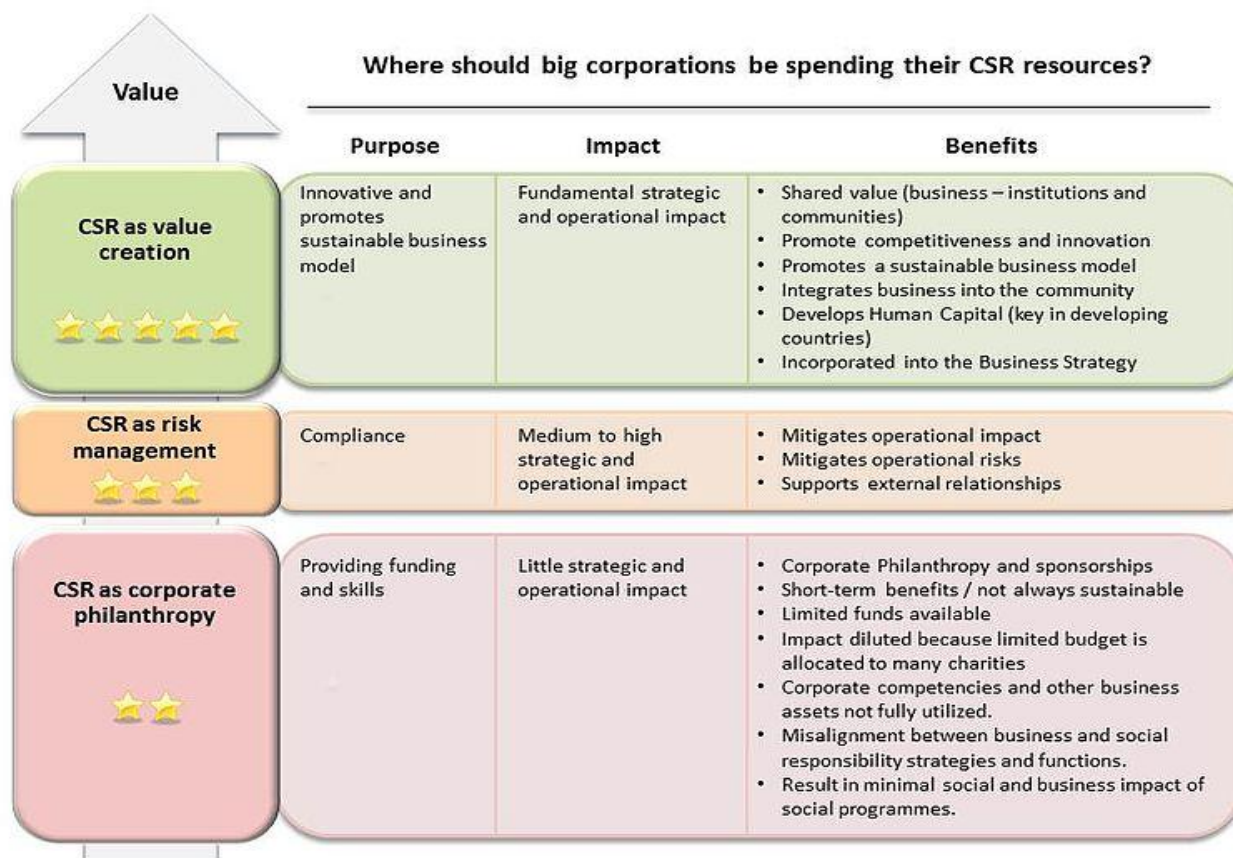 Value
Where should big corporations be spending their CSR resources?
Purpose
Impact
Benefits
CSR as value
creation
Innovative and
promotes
sustainable business
model
Fundamental strategic
and operational impact
• Shared value (business – institutions and
communities)
• Promote competitiveness and innovation
• Promotes a sustainable business model
• Integrates business into the community
• Develops Human Capital (key in developing
countries)
• Incorporated into the Business Strategy
CSR as risk
management
Compliance
Medium to high
strategic and
operational impact
• Mitigates operational impact
• Mitigates operational risks
• Supports external relationships
CSR as corporate
philanthropy
Providing funding
and skills
Little strategic and
operational impact
• Corporate Philanthropy and sponsorships
• Short-term benefits / not always sustainable
• Limited funds available
• Impact diluted because limited budget is
allocated to many charities
• Corporate competencies and other business
assets not fully utilized.
• Misalignment between business and social
responsibility strategies and functions.
• Result in minimal social and business impact of
social programmes.